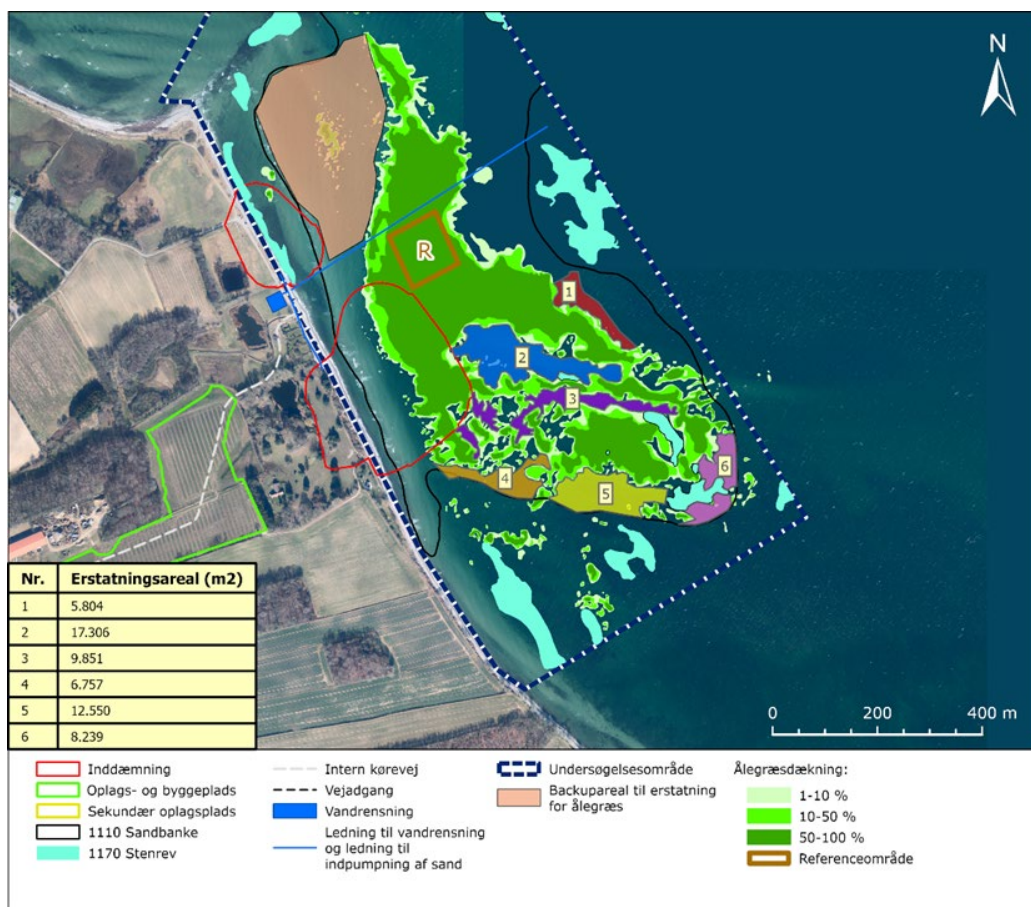 N
R
1
2
3
4
5
6
0 200 400 m
Nr. Erstatningsareal (m2)
1 5.804
2 17.306
3 9.851
4 6.757
5 12.550
6 8.239
Inddæmning
Oplags- og byggeplads
Sekundær oplagsplads
1110 Sandbanke
1170 Stenrev
Intern kørevej
Vejadgang
Vandrensning
Ledning til vandrensning
og ledning til
indpumpning af sand
Undersøgelsesområde
Backupareal til erstatning
for ålegræs
Ålegræsdækning:
1-10 %
10-50 %
50-100 %
Referenceområde